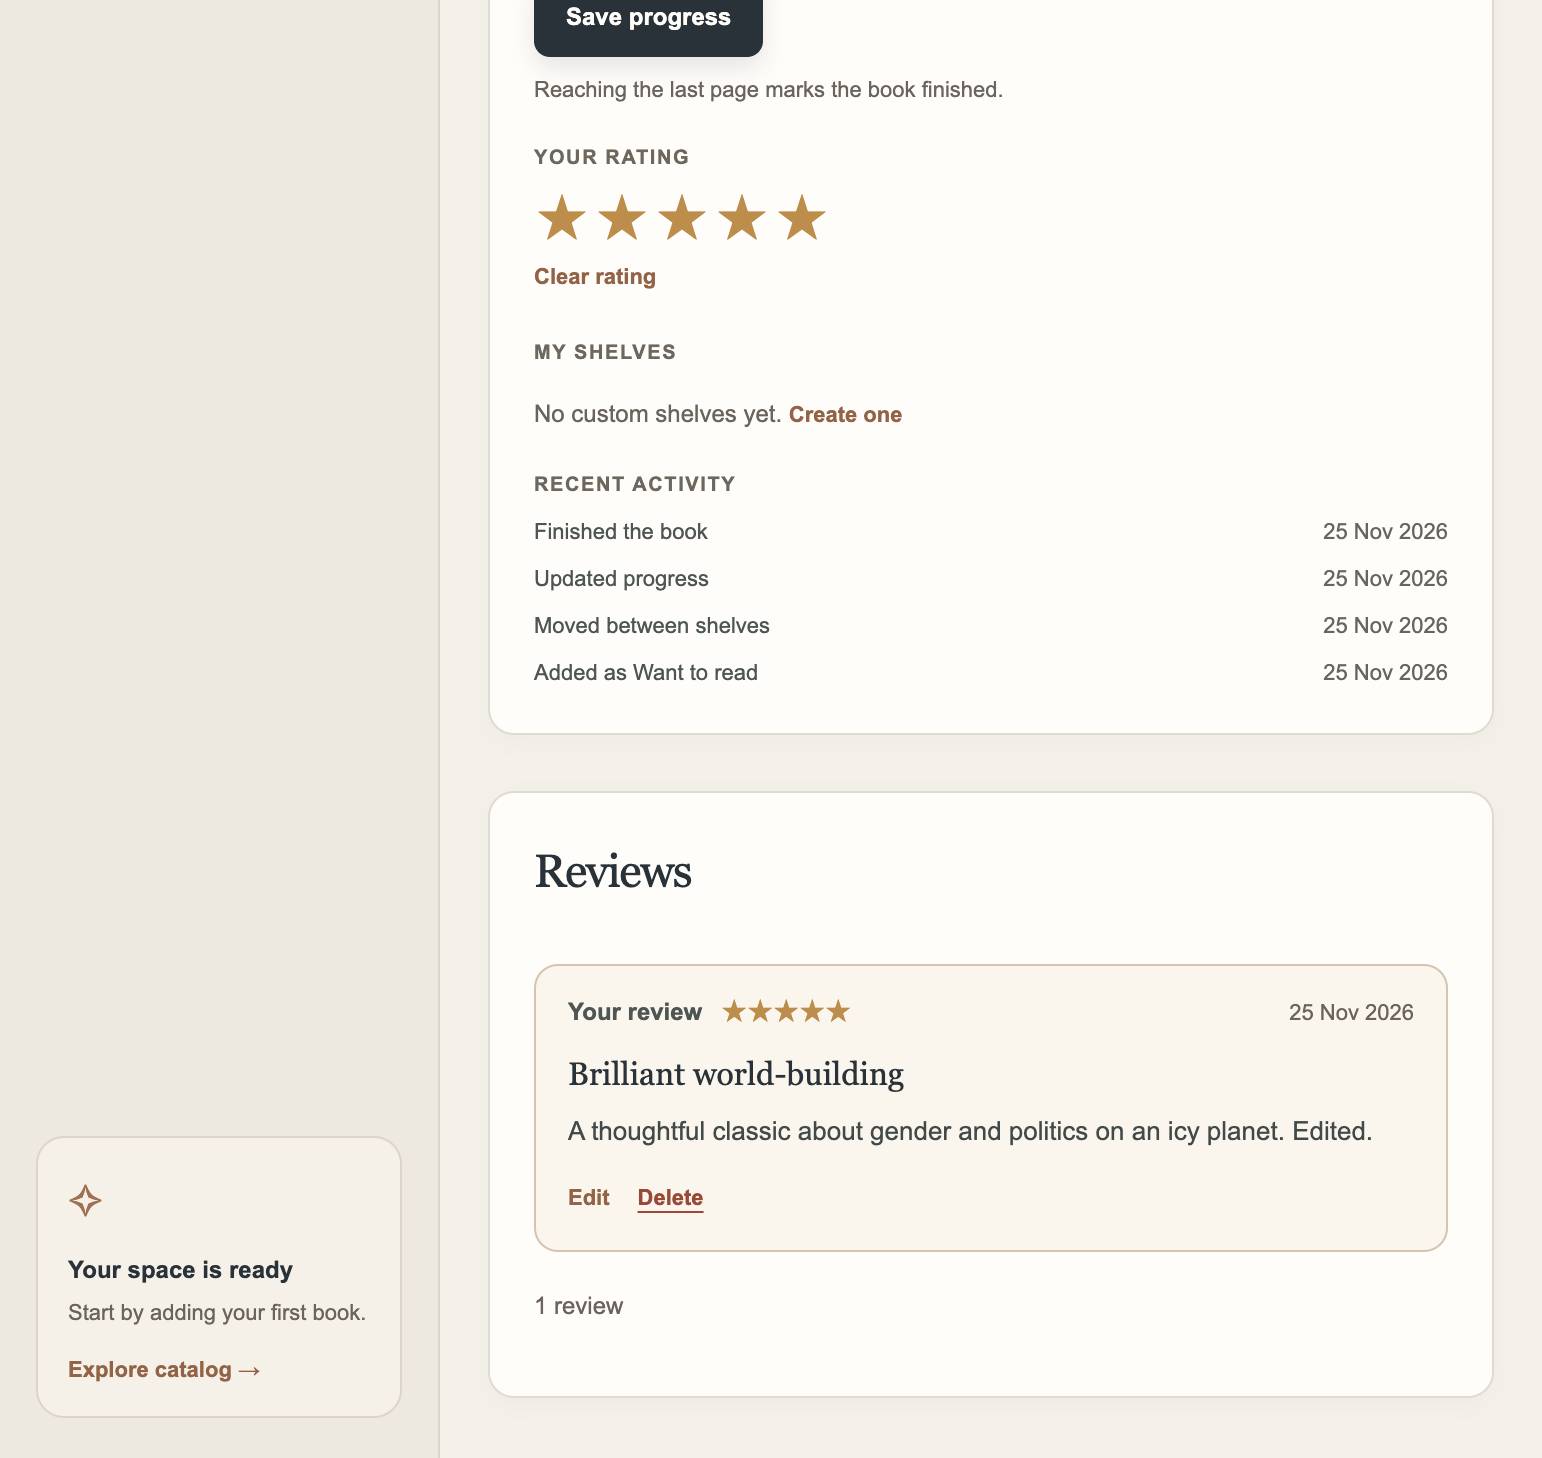 Save progress
Reaching the last page marks the book finished.
YOUR RATING
Clear rating
MY SHELVES
No custom shelves yet. Create one
RECENT ACTIVITY
Finished the book 25 Nov 2026
Updated progress 25 Nov 2026
Moved between shelves 25 Nov 2026
Added as Want to read 25 Nov 2026
Reviews
Your review ★★★★★ 25 Nov 2026
Brilliant world-building
A thoughtful classic about gender and politics on an icy planet. Edited.
Edit Delete
1 review
Your space is ready
Start by adding your first book.
Explore catalog →